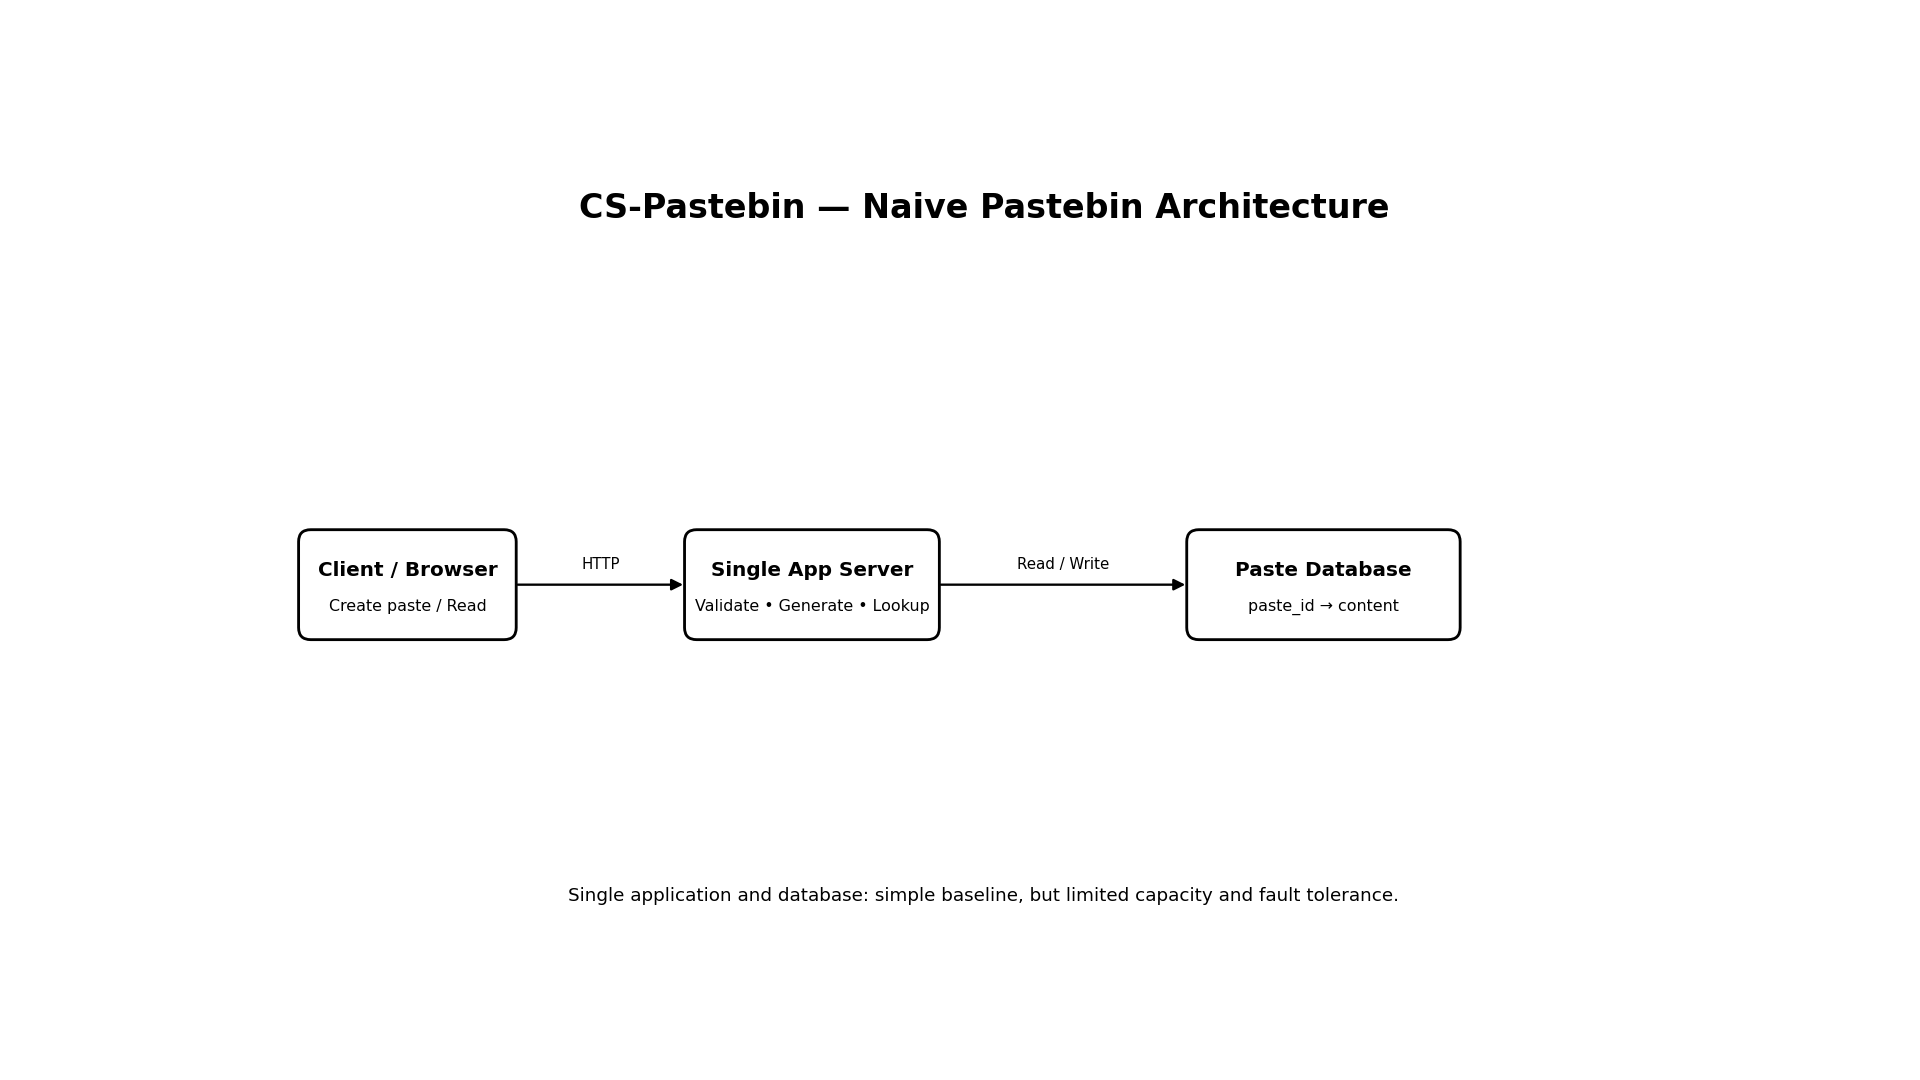 CS-Pastebin — Naive Pastebin Architecture
Client / Browser
Create paste / Read
HTTP
Single App Server
Validate • Generate • Lookup
Read / Write
Paste Database
paste_id → content
Single application and database: simple baseline, but limited capacity and fault tolerance.